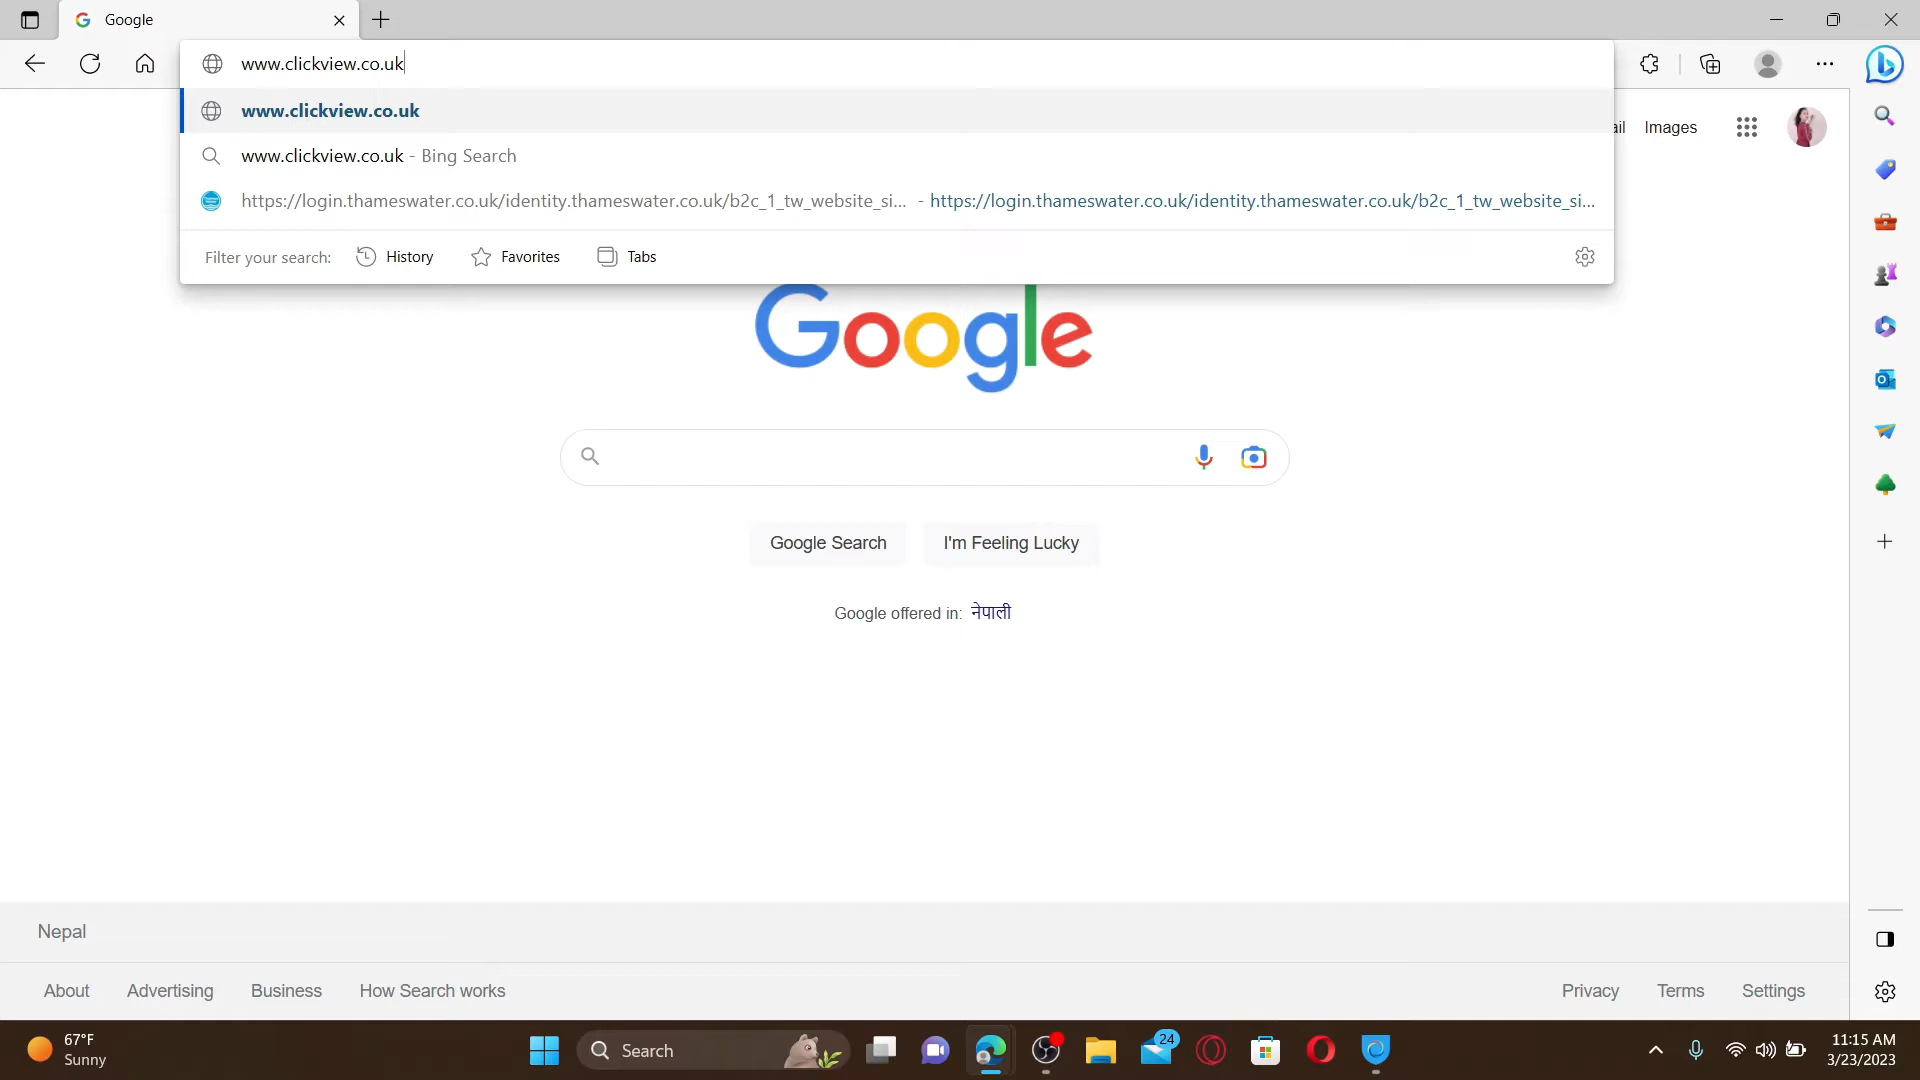 Google
www.clickview.co.uk
www.clickview.co.uk
www.clickview.co.uk - Bing Search
https://login.thameswater.co.uk/identity.thameswater.co.uk/b2c_1_tw_website_si... - https://login.thameswater.co.uk/identity.thameswater.co.uk/b2c_1_tw_website_si...
Filter your search: History Favorites Tabs
ail Images
Google
Google Search I'm Feeling Lucky
Google offered in: नेपाली
Nepal
About Advertising Business How Search works Privacy Terms Settings
67°F
Sunny
Search
24
11:15 AM
3/23/2023